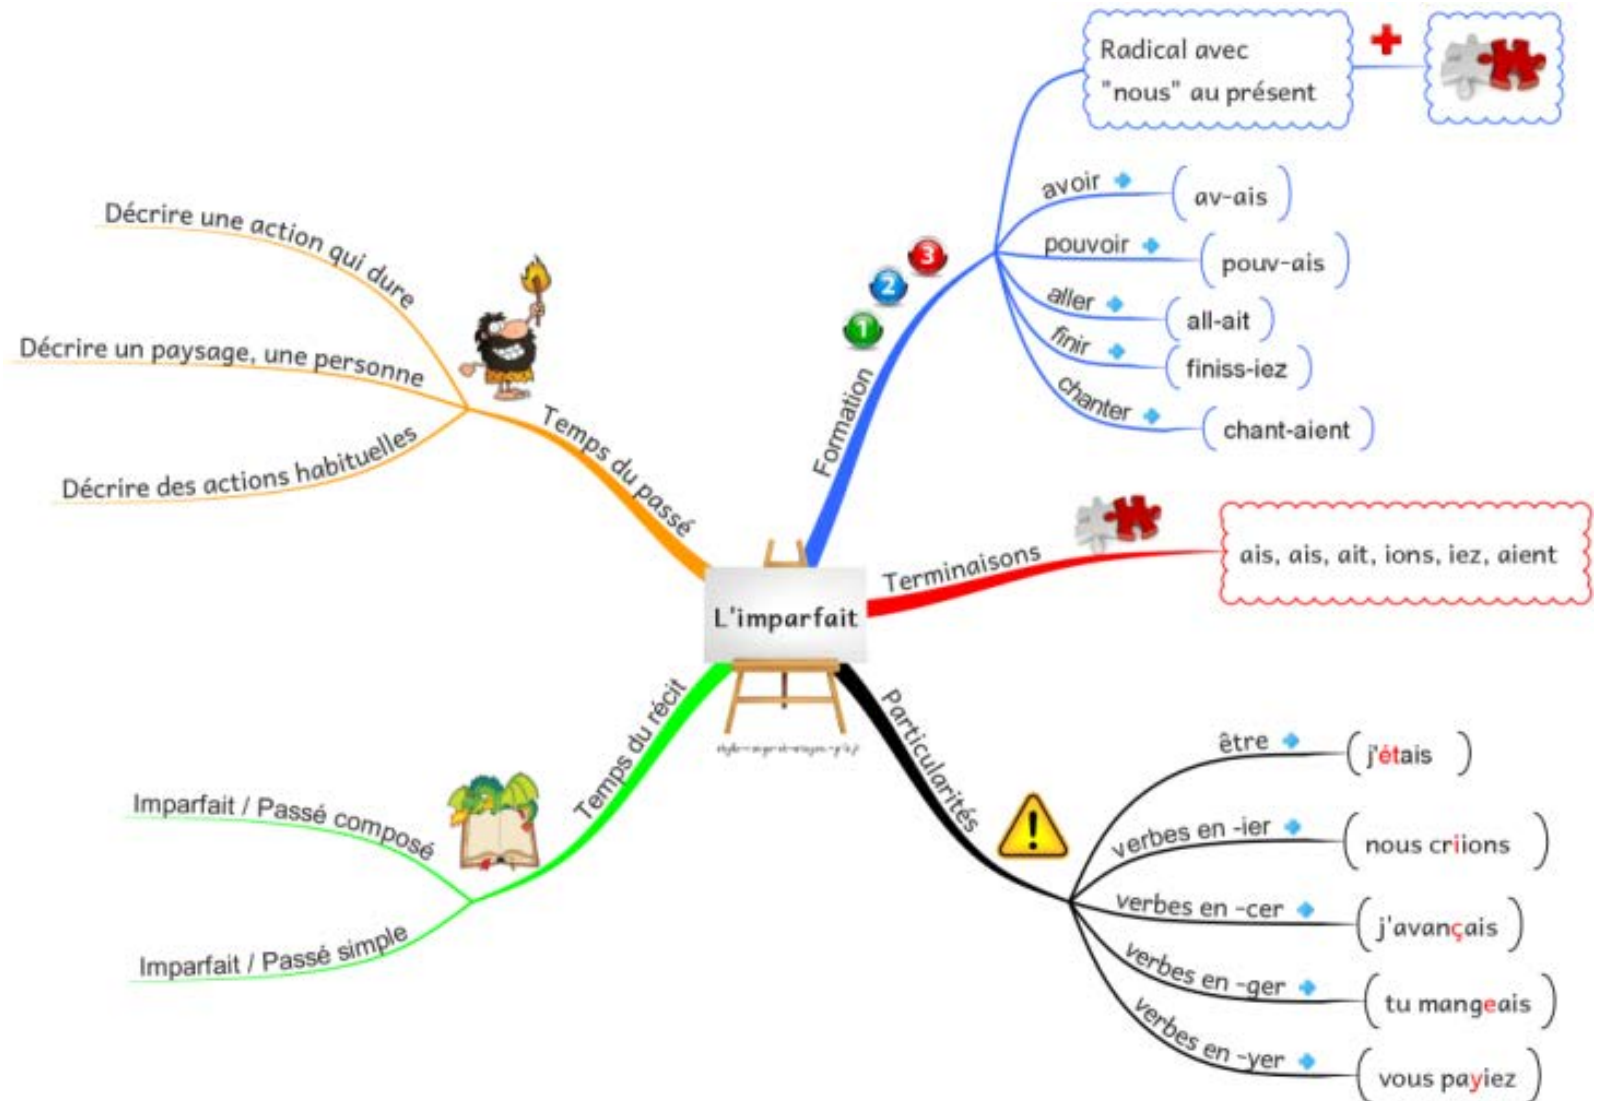 L'imparfait
Formation
1
2
3
Radical avec
"nous" au présent
avoir
av-ais
pouvoir
pouv-ais
aller
all-ait
finir
finiss-iez
chanter
chant-aient
Terminaisons
ais, ais, ait, ions, iez, aient
Particularités
être
j'étais
verbes en -ier
nous criions
verbes en -cer
j'avançais
verbes en -ger
tu mangeais
verbes en -yer
vous payiez
Temps du récit
Imparfait / Passé composé
Imparfait / Passé simple
Temps du passé
Décrire une action qui dure
Décrire un paysage, une personne
Décrire des actions habituelles